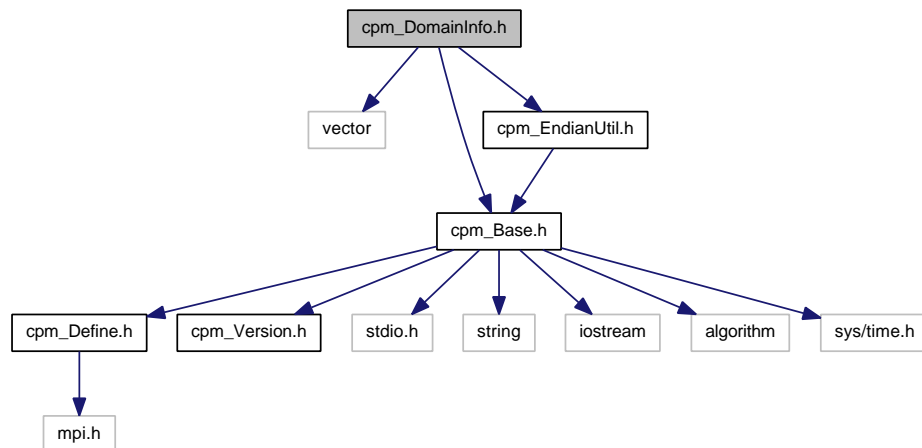 cpm_DomainInfo.h
vector
cpm_EndianUtil.h
cpm_Base.h
cpm_Define.h
cpm_Version.h
stdio.h
string
iostream
algorithm
sys/time.h
mpi.h